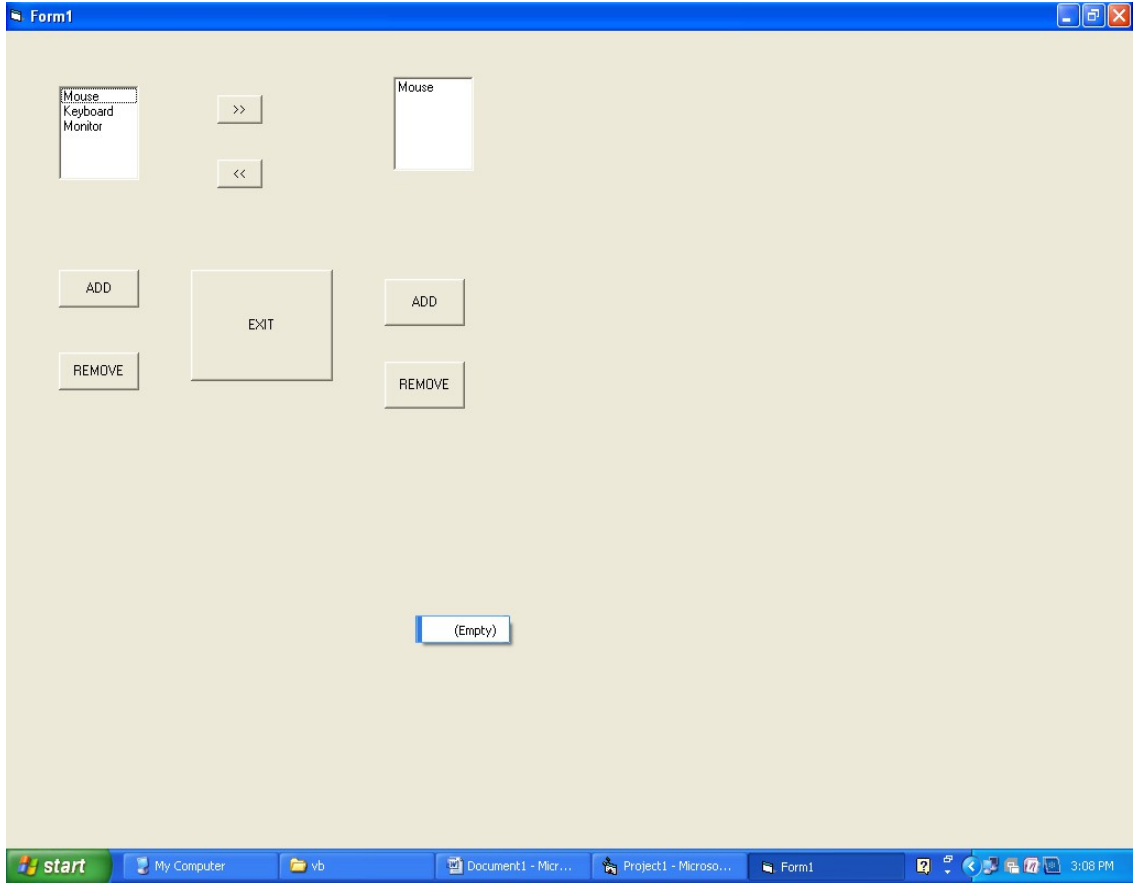 Form1
Mouse
Keyboard
Monitor
>>
<<
Mouse
ADD
EXIT
ADD
REMOVE
REMOVE
(Empty)
start
My Computer
vb
Document1 - Micr...
Project1 - Microso...
Form1
3:08 PM